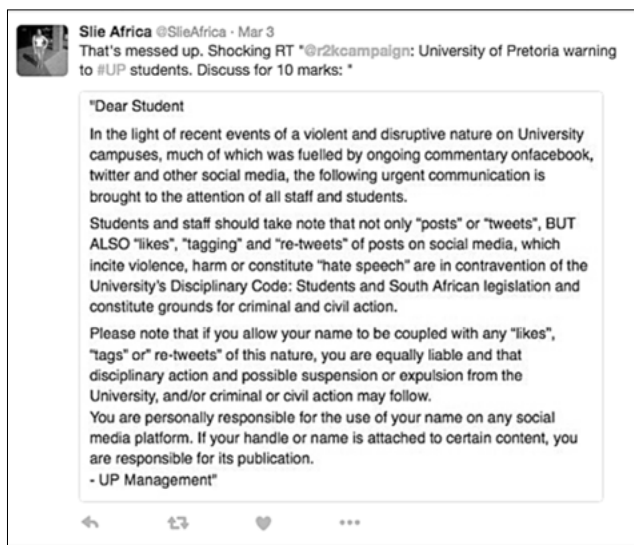 Slie Africa @SlieAfrica · Mar 3
That's messed up. Shocking RT "@r2kcampaign: University of Pretoria warning
to #UP students. Discuss for 10 marks: "
"Dear Student
In the light of recent events of a violent and disruptive nature on University
campuses, much of which was fuelled by ongoing commentary onfacebook,
twitter and other social media, the following urgent communication is
brought to the attention of all staff and students.
Students and staff should take note that not only "posts" or "tweets", BUT
ALSO "likes", "tagging" and "re-tweets" of posts on social media, which
incite violence, harm or constitute "hate speech" are in contravention of the
University's Disciplinary Code: Students and South African legislation and
constitute grounds for criminal and civil action.
Please note that if you allow your name to be coupled with any "likes",
"tags" or" re-tweets" of this nature, you are equally liable and that
disciplinary action and possible suspension or expulsion from the
University, and/or criminal or civil action may follow.
You are personally responsible for the use of your name on any social
media platform. If your handle or name is attached to certain content, you
are responsible for its publication.
- UP Management"